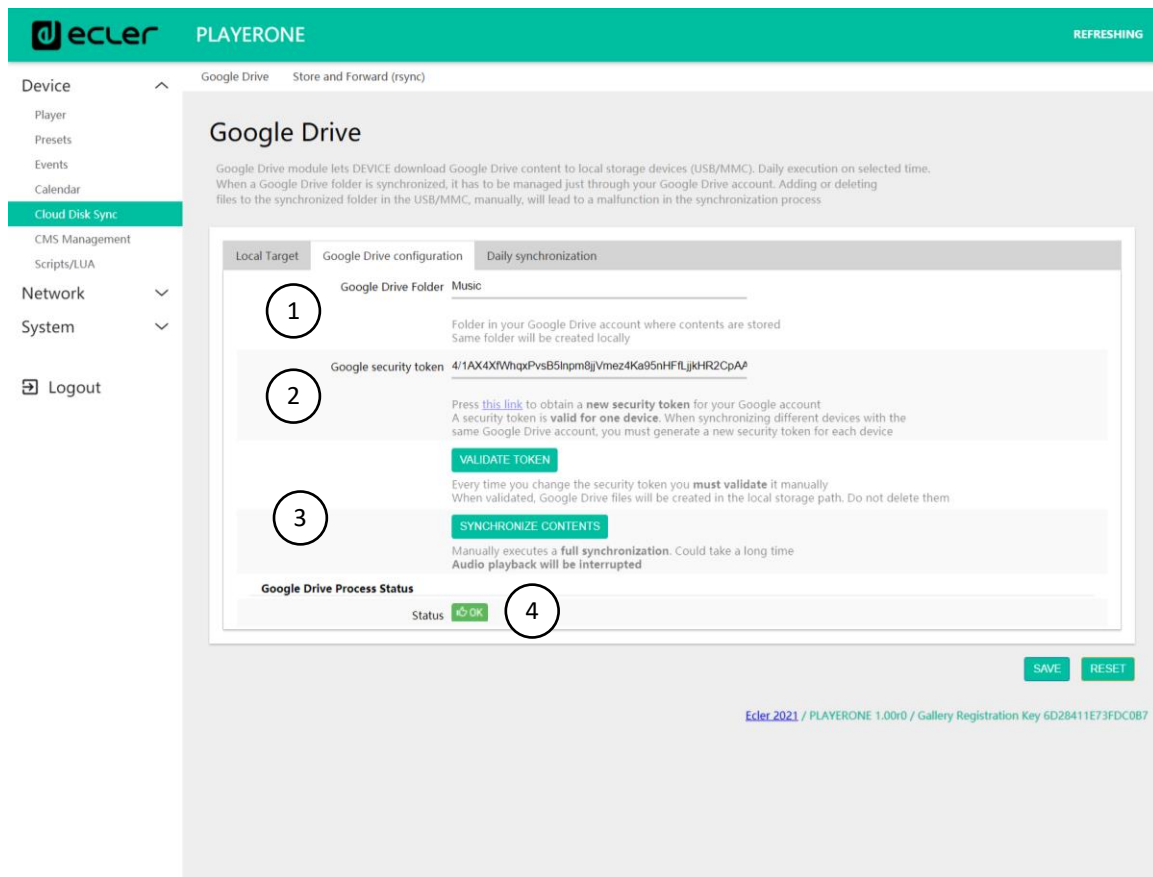 ecler
PLAYERONE
REFRESHING
Device
Player
Presets
Events
Calendar
Cloud Disk Sync
CMS Management
Scripts/LUA
Network
System
Logout
Google Drive Store and Forward (rsync)
Google Drive
Google Drive module lets DEVICE download Google Drive content to local storage devices (USB/MMC). Daily execution on selected time.
When a Google Drive folder is synchronized, it has to be managed just through your Google Drive account. Adding or deleting
files to the synchronized folder in the USB/MMC, manually, will lead to a malfunction in the synchronization process
Local Target Google Drive configuration Daily synchronization
1
Google Drive Folder Music
Folder in your Google Drive account where contents are stored
Same folder will be created locally
2
Google security token
Press this link to obtain a new security token for your Google account
A security token is valid for one device. When synchronizing different devices with the
same Google Drive account, you must generate a new security token for each device
VALIDATE TOKEN
Every time you change the security token you must validate it manually
When validated, Google Drive files will be created in the local storage path. Do not delete them
3
SYNCHRONIZE CONTENTS
Manually executes a full synchronization. Could take a long time
Audio playback will be interrupted
Google Drive Process Status
Status OK 4
SAVE RESET
Ecler 2021 / PLAYERONE 1.00r0 / Gallery Registration Key 6D28411E73FDC0B7